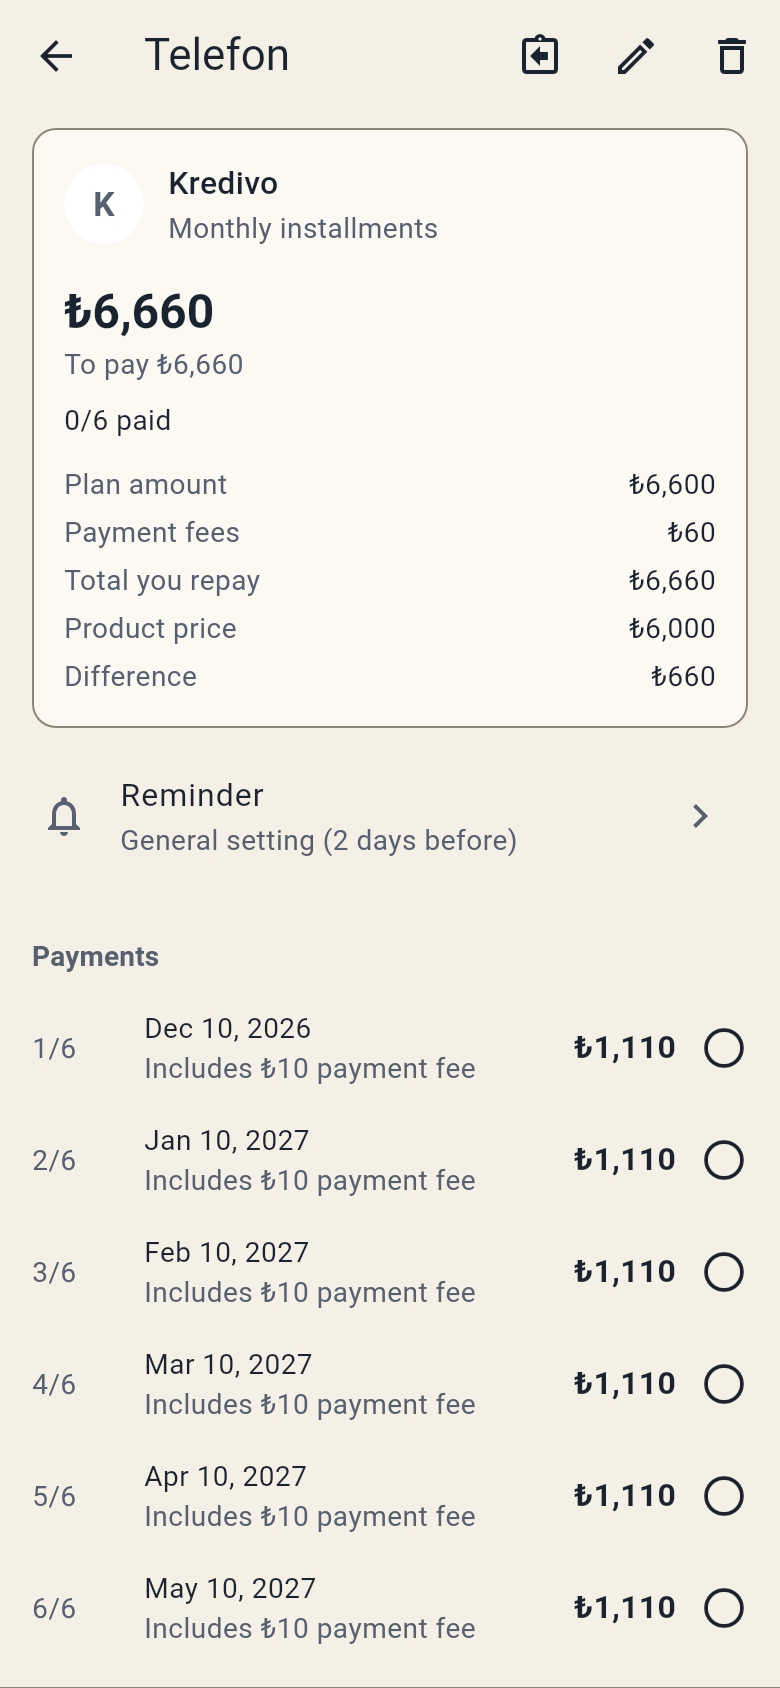 Telefon
K
Kredivo
Monthly installments
₺6,660
To pay ₺6,660
0/6 paid
Plan amount ₺6,600
Payment fees ₺60
Total you repay ₺6,660
Product price ₺6,000
Difference ₺660
Reminder
General setting (2 days before)
Payments
1/6 Dec 10, 2026 ₺1,110
Includes ₺10 payment fee
2/6 Jan 10, 2027 ₺1,110
Includes ₺10 payment fee
3/6 Feb 10, 2027 ₺1,110
Includes ₺10 payment fee
4/6 Mar 10, 2027 ₺1,110
Includes ₺10 payment fee
5/6 Apr 10, 2027 ₺1,110
Includes ₺10 payment fee
6/6 May 10, 2027 ₺1,110
Includes ₺10 payment fee